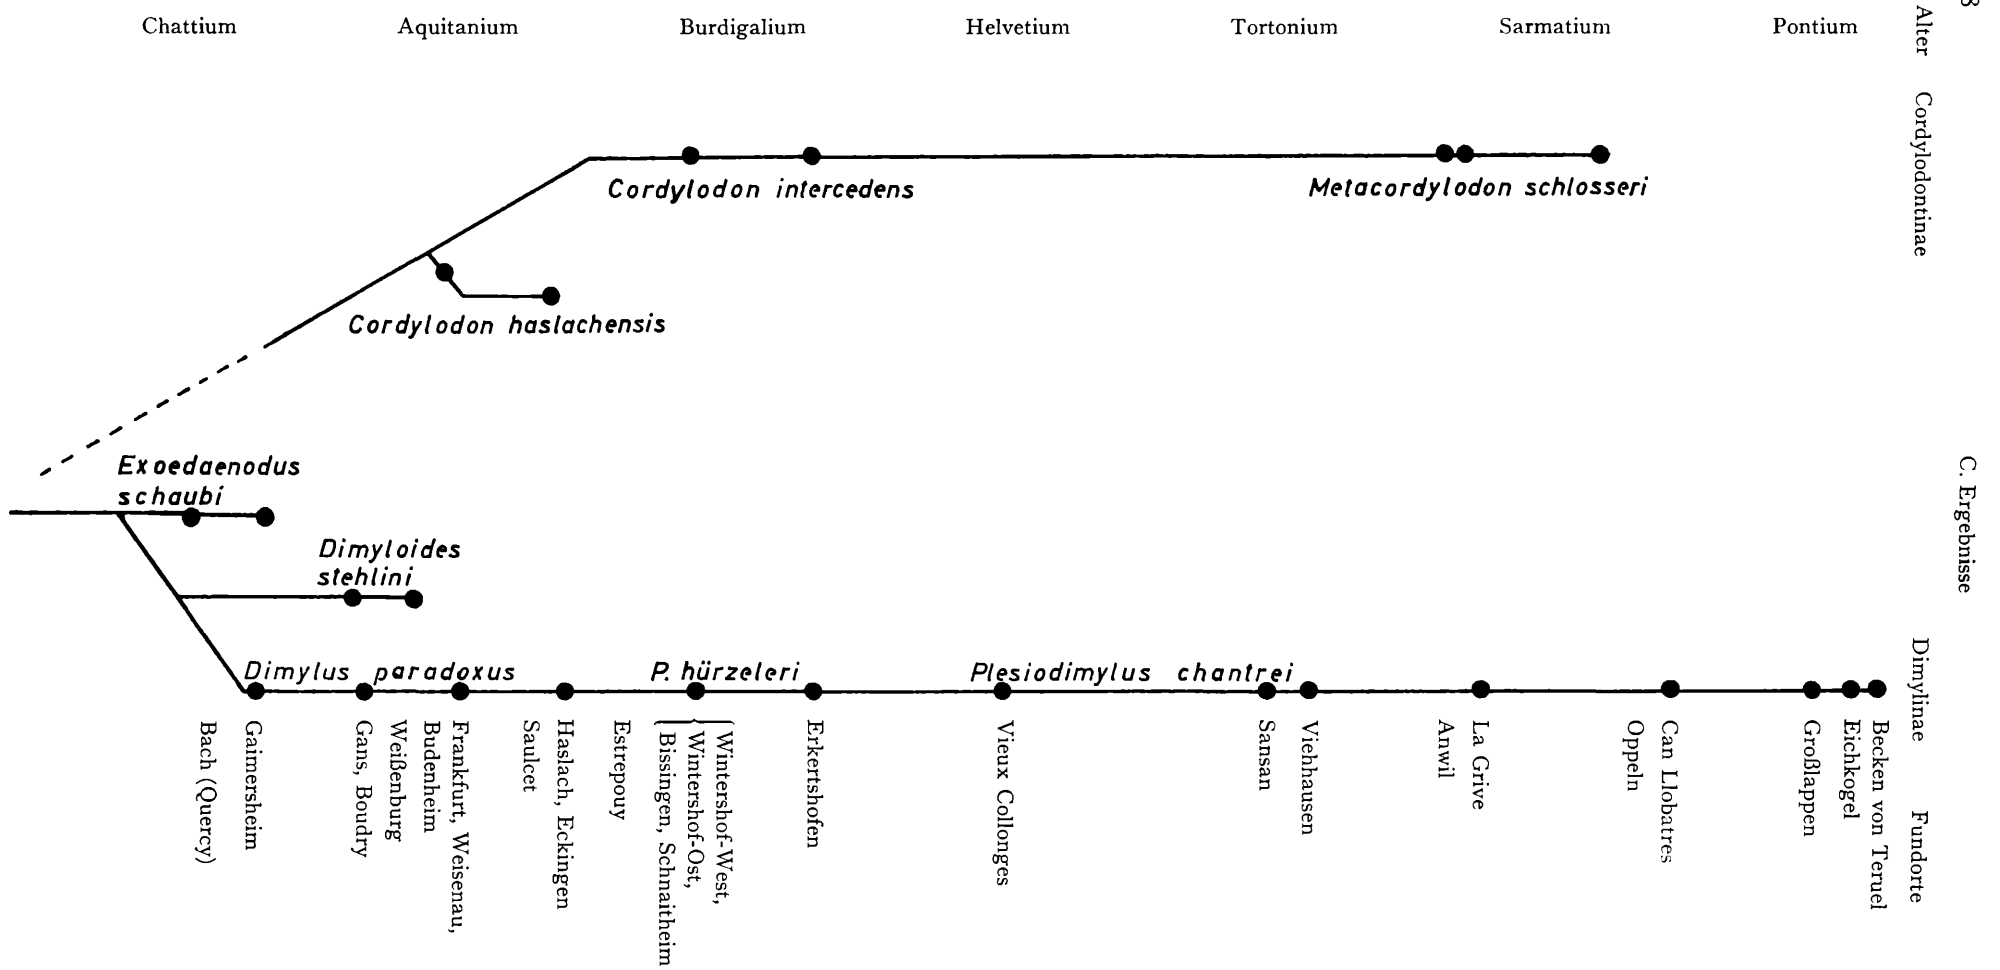 Chattium Aquitanium Burdigalium Helvetium Tortonium Sarmatium Pontium
Alter
Cordylodontinae
Cordylodon intercedens
Metacordylodon schlosseri
Cordylodon haslachensis
C. Ergebnisse
Exoedaenodus
schaubi
Dimyloides
stehlini
Dimylus paradoxus
P. hürzeleri
Plesiodimylus chantrei
Dimylinae
Bach (Quercy)
Gaimersheim
Gans, Boudry
Weißenburg
Budenheim
Frankfurt, Weisenau,
Saulcet
Haslach, Eckingen
Estrepouy
Bissingen, Schnaitheim
Wintershof-Ost,
Wintershof-West,
Erkertshofen
Vieux Collonges
Sansan
Viehhausen
Anwil
La Grive
Oppeln
Can Llobatres
Großlappen
Eichkogel
Becken von Teruel
Fundorte